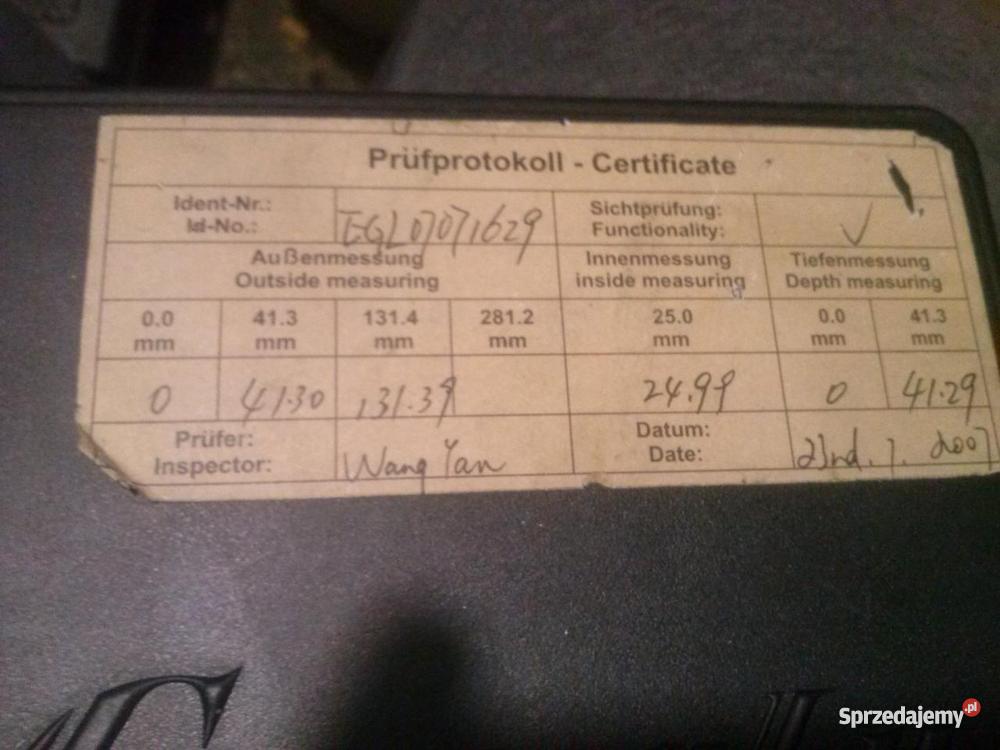 Prüfprotokoll - Certificate
Ident-Nr.: Sichtprüfung:
Id-No.: EGL07071629 Functionality: √
Außenmessung Innenmessung Tiefenmessung
Outside measuring inside measuring Depth measuring
0.0 41.3 131.4 281.2 25.0 0.0 41.3
mm mm mm mm mm mm mm
0 41.30 131.39 24.99 0 41.29
Prüfer: Datum:
Inspector: Wang Yan Date: 7. 2007
Sprzedajemy.pl